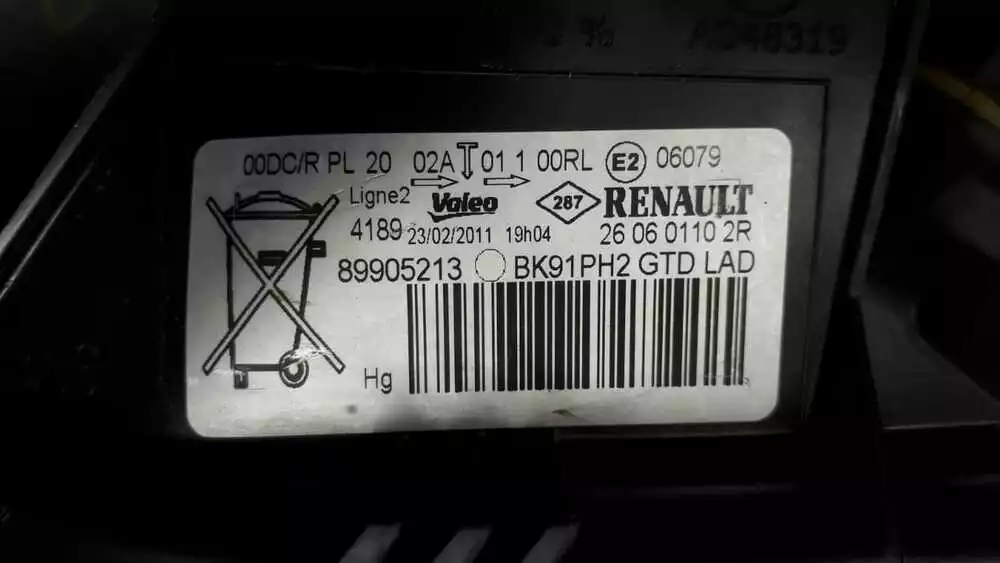 AC48319
00DC/R PL 20 02A 01 1 00RL E2 06079
Ligne2 Valeo 287 RENAULT
4189 23/02/2011 19h04 26 06 0110 2R
89905213 BK91PH2 GTD LAD
Hg